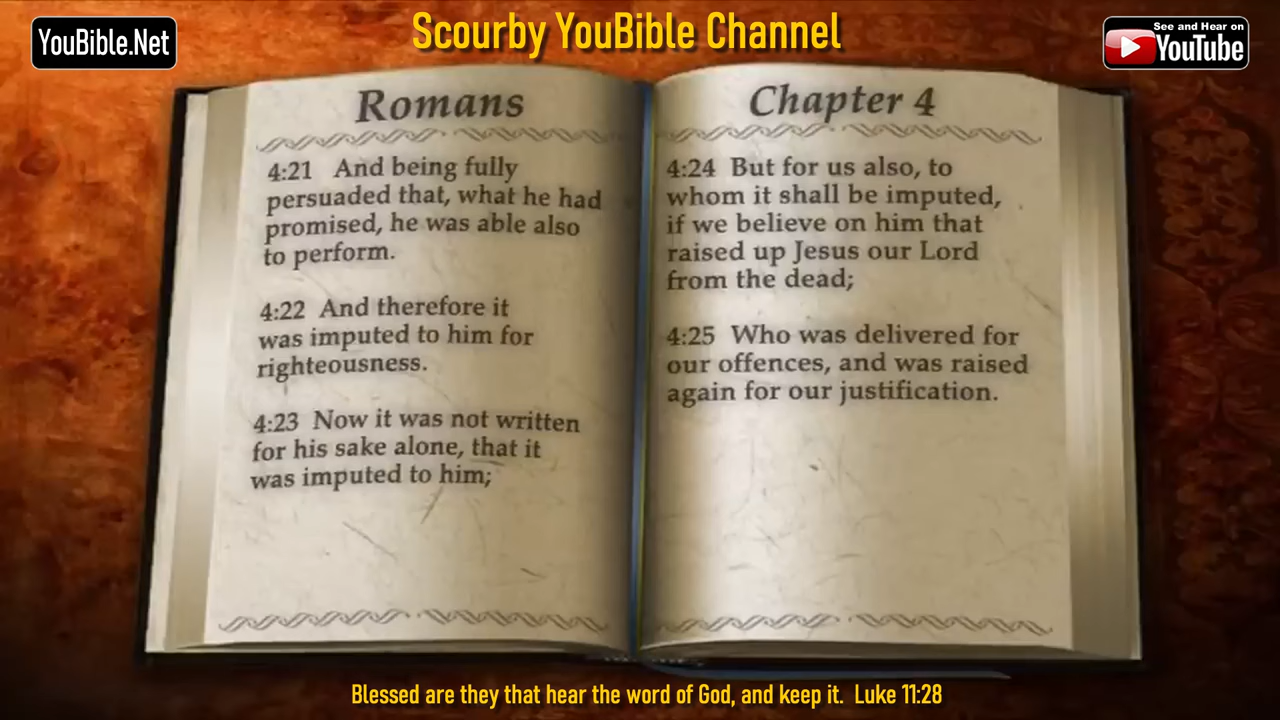 YouBible.Net
Scourby YouBible Channel
See and Hear on
YouTube
Romans
4:21 And being fully
persuaded that, what he had
promised, he was able also
to perform.
4:22 And therefore it
was imputed to him for
righteousness.
4:23 Now it was not written
for his sake alone, that it
was imputed to him;
Chapter 4
4:24 But for us also, to
whom it shall be imputed,
if we believe on him that
raised up Jesus our Lord
from the dead;
4:25 Who was delivered for
our offences, and was raised
again for our justification.
Blessed are they that hear the word of God, and keep it. Luke 11:28